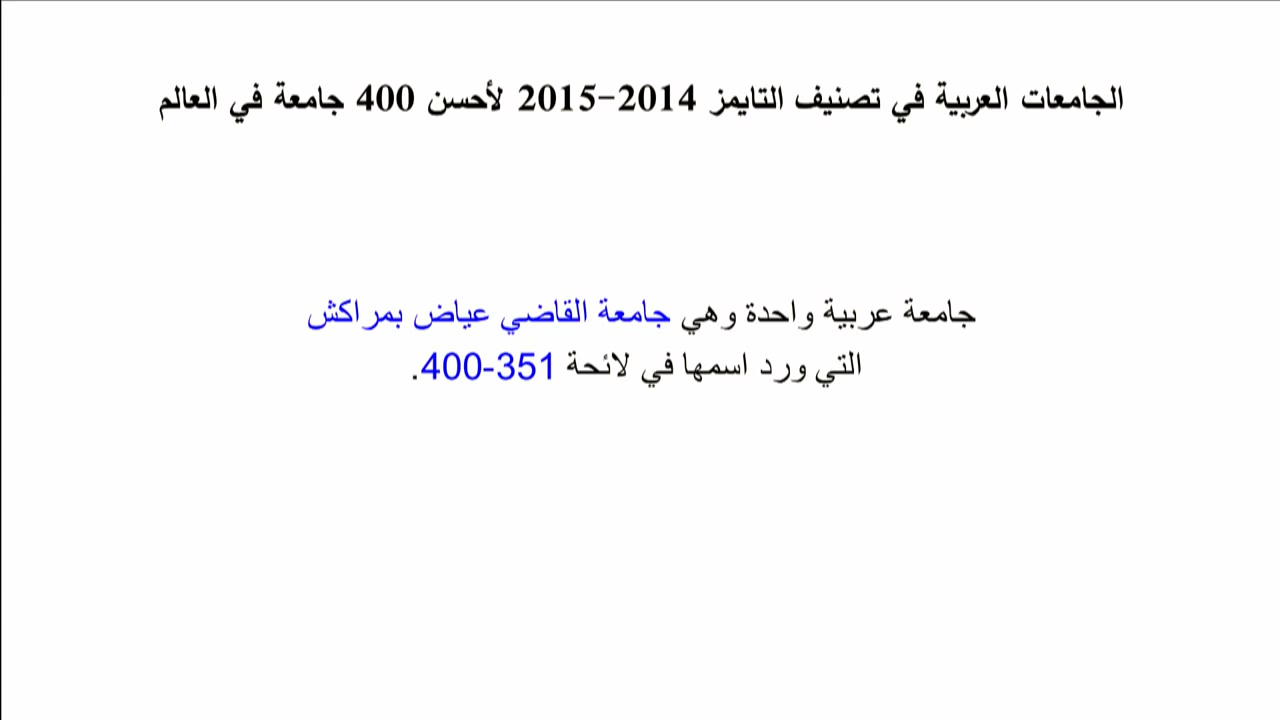 الجامعات العربية في تصنيف التايمز 2014-2015 لأحسن 400 جامعة في العالم
جامعة عربية واحدة وهي جامعة القاضي عياض بمراكش
التي ورد اسمها في لائحة 351-400.